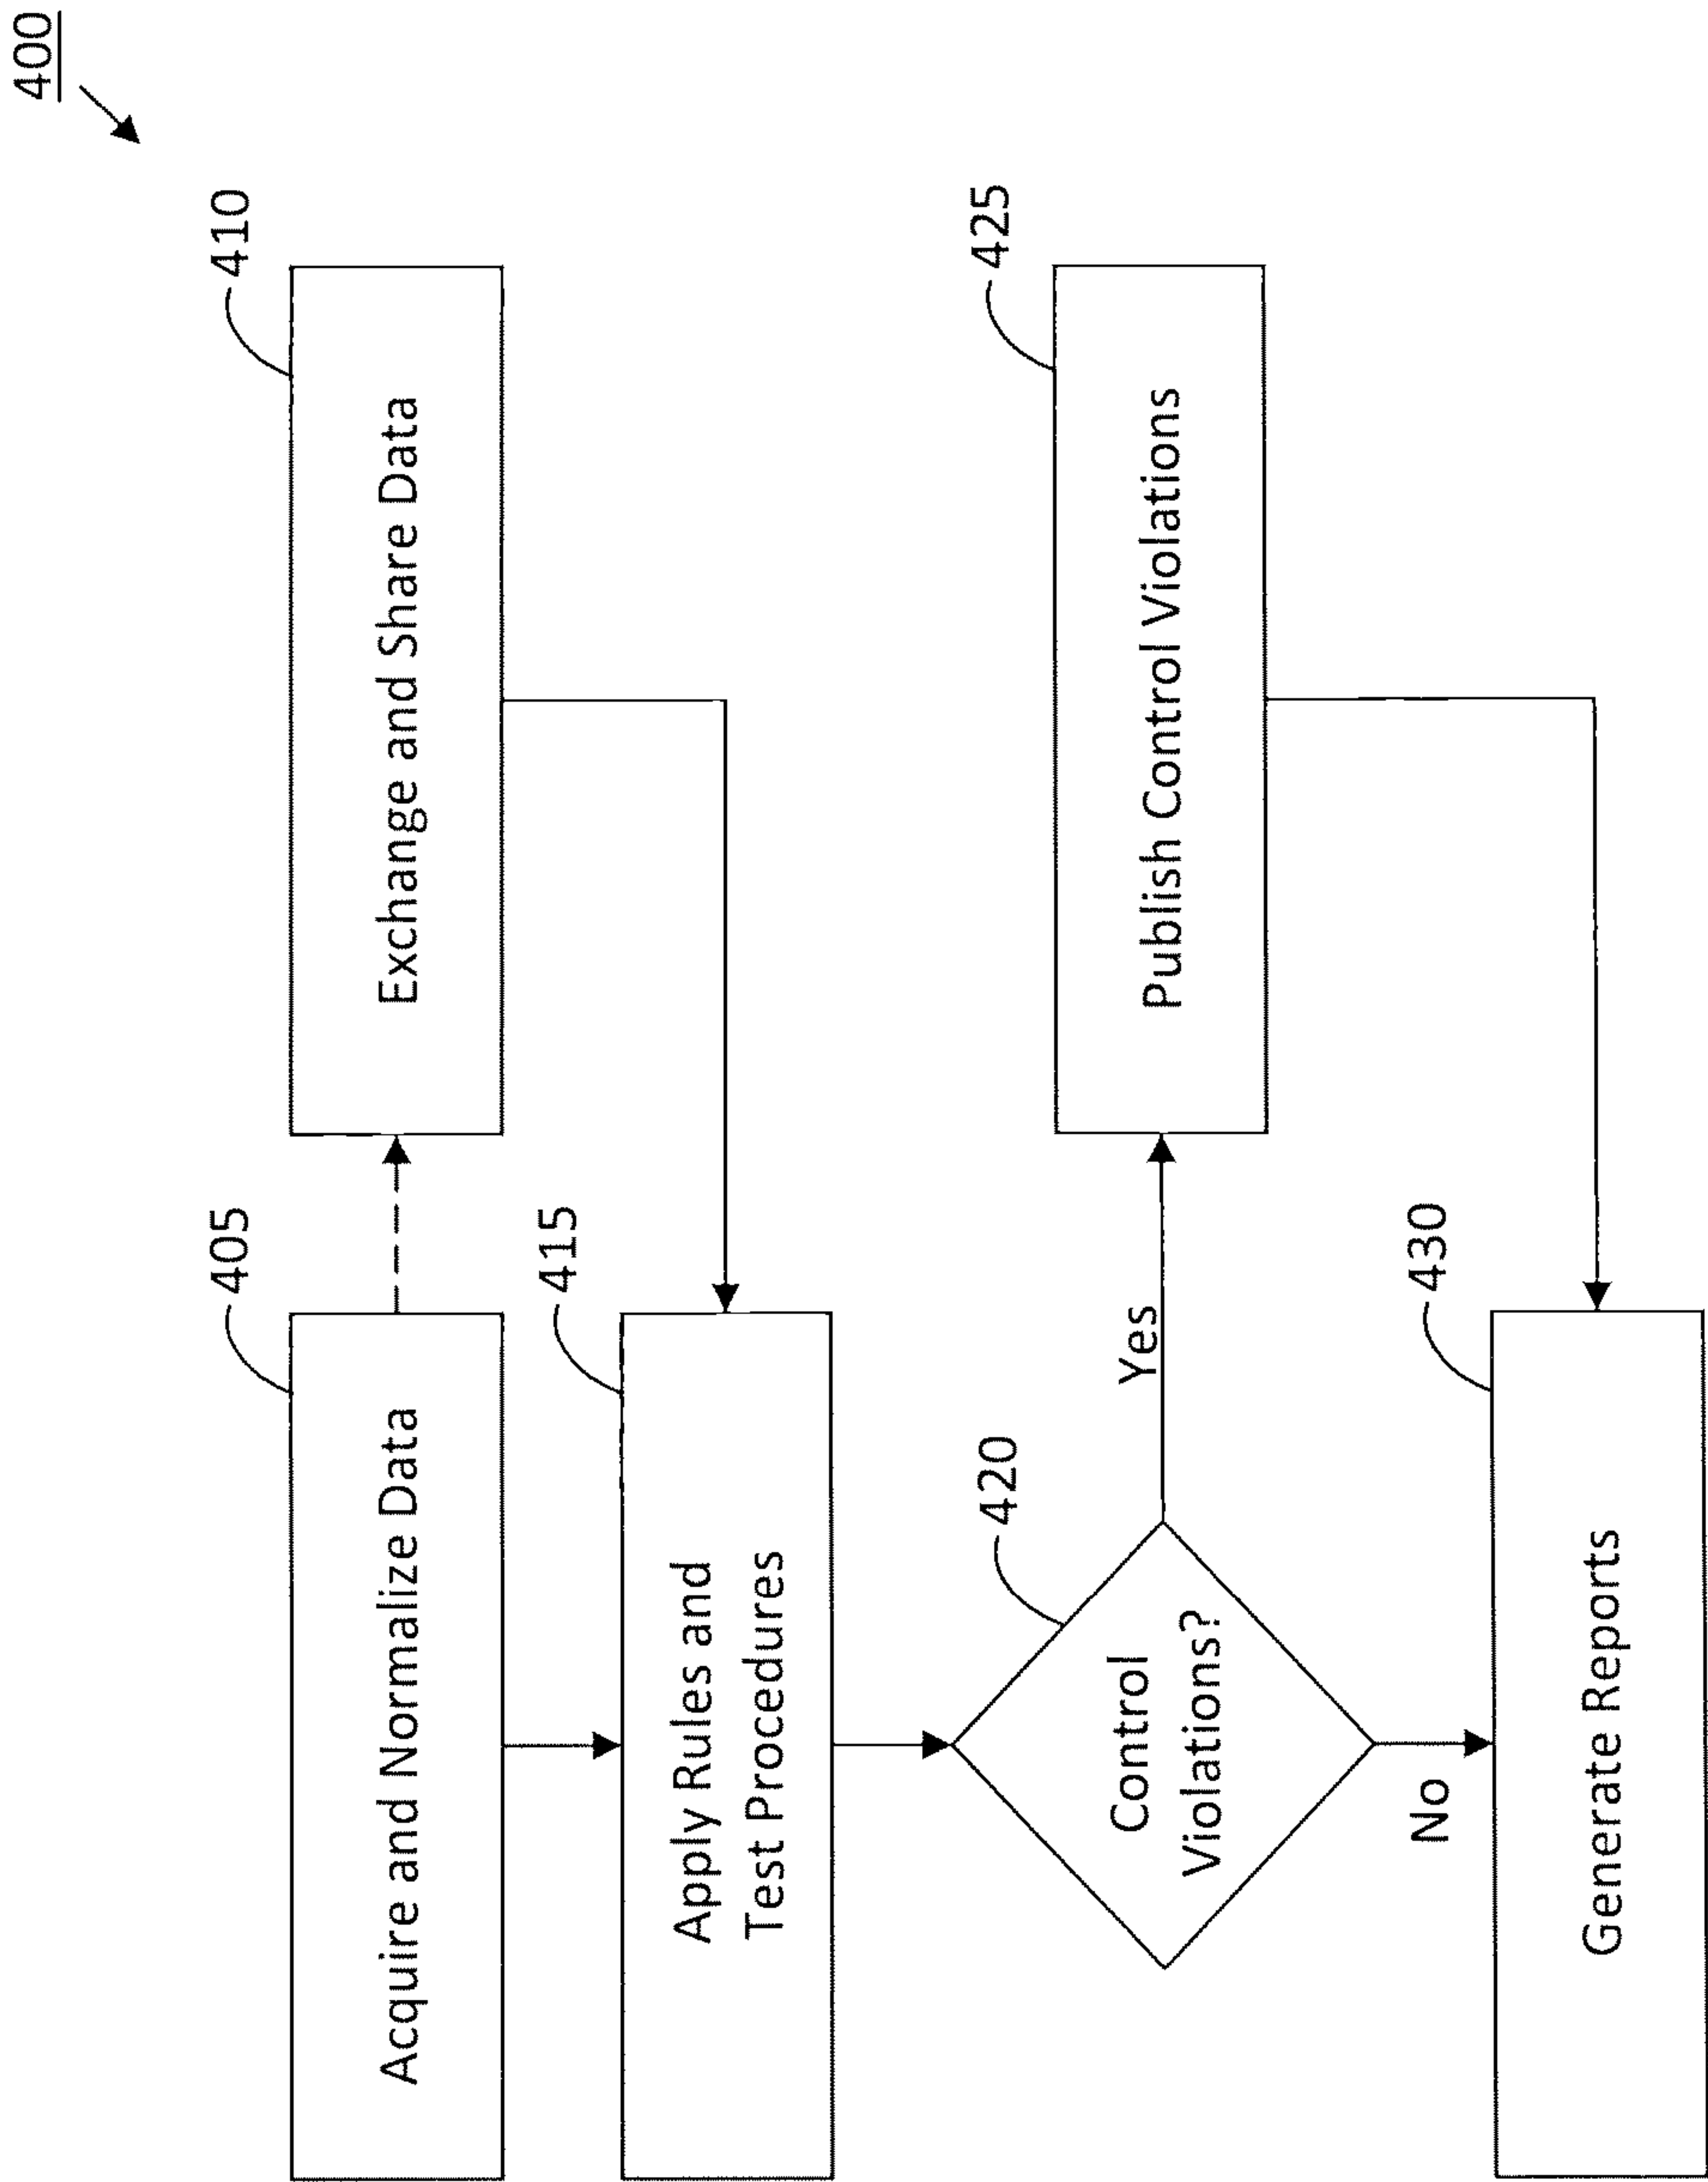 400
405
Acquire and Normalize Data
410
Exchange and Share Data
415
Apply Rules and
Test Procedures
420
Control
Violations?
Yes
425
Publish Control Violations
No
430
Generate Reports